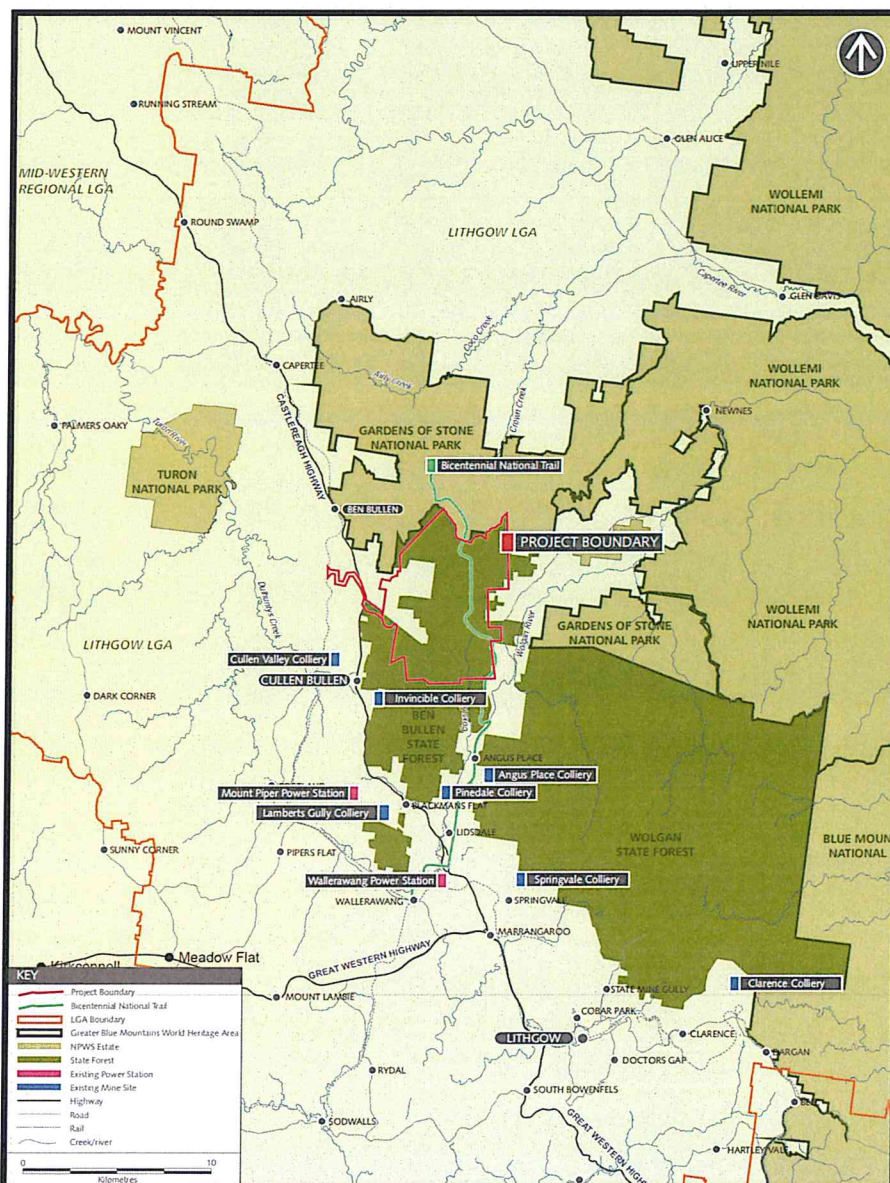 MOUNT VINCENT
UPPER NILE
RUNNING STREAM
GLEN ALICE
MID-WESTERN
REGIONAL LGA
WOLLEMI
NATIONAL PARK
ROUND SWAMP
LITHGOW LGA
Capertee River
GLEN DAVIS
AIRLY
Coco Creek
CAPERTEE
Airly Creek
WOLLEMI
NATIONAL PARK
Crown Creek
CASTLEREAGH HIGHWAY
NEWNES
PALMERS OAKY
Turon River
GARDENS OF STONE
NATIONAL PARK
Bicentennial National Trail
TURON
NATIONAL PARK
BEN BULLEN
PROJECT BOUNDARY
Dulhuntys Creek
WOLLEMI
NATIONAL PARK
Wolgan River
GARDENS OF STONE
NATIONAL PARK
LITHGOW LGA
Cullen Valley Colliery
CULLEN BULLEN
DARK CORNER
Invincible Colliery
BEN
BULLEN
STATE
FOREST
ANGUS PLACE
Angus Place Colliery
Mount Piper Power Station
Pinedale Colliery
BLACKMANS FLAT
Lamberts Gully Colliery
LIDSDALE
WOLGAN
STATE FOREST
BLUE MOUN
NATIONAL
SUNNY CORNER
PIPERS FLAT
Wallerawang Power Station
Springvale Colliery
WALLERAWANG
SPRINGVALE
MARRANGAROO
GREAT WESTERN HIGHWAY
Meadow Flat
Clarence Colliery
STATE MINE GULLY
MOUNT LAMBIE
COBAR PARK
LITHGOW
CLARENCE
DARGAN
DOCTORS GAP
RYDAL
SOUTH BOWENFELS
SODWALLS
GREAT WESTERN HIGH
HARTLEY VALE
KEY
Project Boundary
Bicentennial National Trail
LGA Boundary
Greater Blue Mountains World Heritage Area
NPWS Estate
State Forest
Existing Power Station
Existing Mine Site
Highway
Road
Rail
Creek/river
0 10
Kilometres